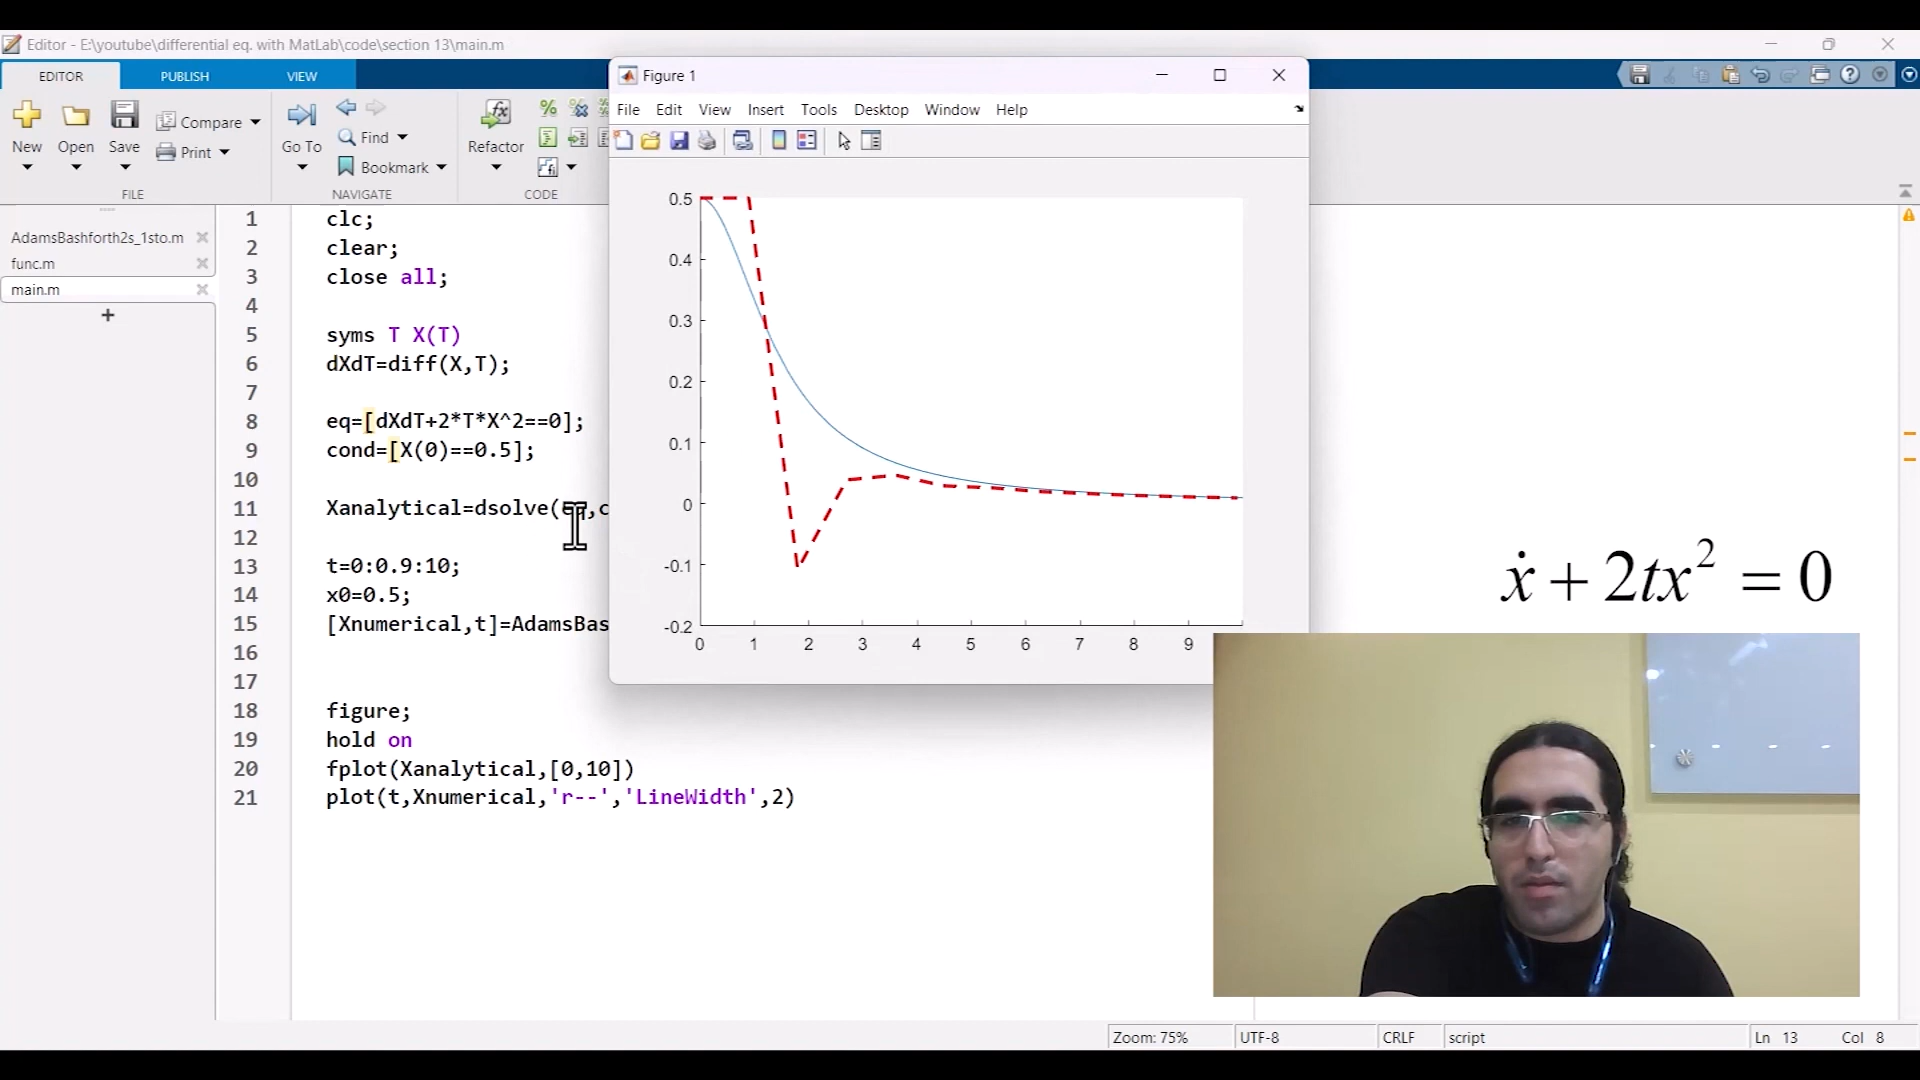 Editor - E:\youtube\differential eq. with MatLab\code\section 13\main.m
EDITOR PUBLISH VIEW
New Open Save Compare Print
Go To Find Bookmark
Refactor
FILE NAVIGATE CODE
AdamsBashforth2s_1sto.m
func.m
main.m
+
1 clc;
2 clear;
3 close all;
4
5 syms T X(T)
6 dXdT=diff(X,T);
7
8 eq=[dXdT+2*T*X^2==0];
9 cond=[X(0)==0.5];
10
11 Xanalytical=dsolve(eq,c
12
13 t=0:0.9:10;
14 x0=0.5;
15 [Xnumerical,t]=AdamsBas
16
17
18 figure;
19 hold on
20 fplot(Xanalytical,[0,10])
21 plot(t,Xnumerical,'r--','LineWidth',2)
Figure 1
File Edit View Insert Tools Desktop Window Help
0.5
0.4
0.3
0.2
0.1
0
-0.1
-0.2
0 1 2 3 4 5 6 7 8 9
ẋ + 2tx² = 0
Zoom: 75% UTF-8 CRLF script Ln 13 Col 8